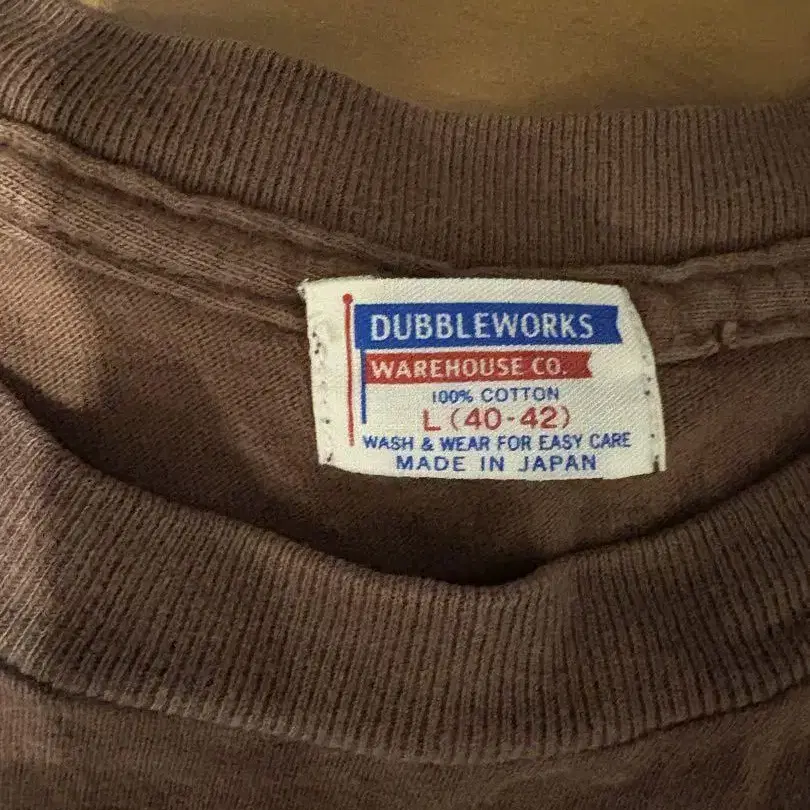 DUBBLEWORKS
WAREHOUSE CO.
100% COTTON
L (40-42)
WASH & WEAR FOR EASY CARE
MADE IN JAPAN